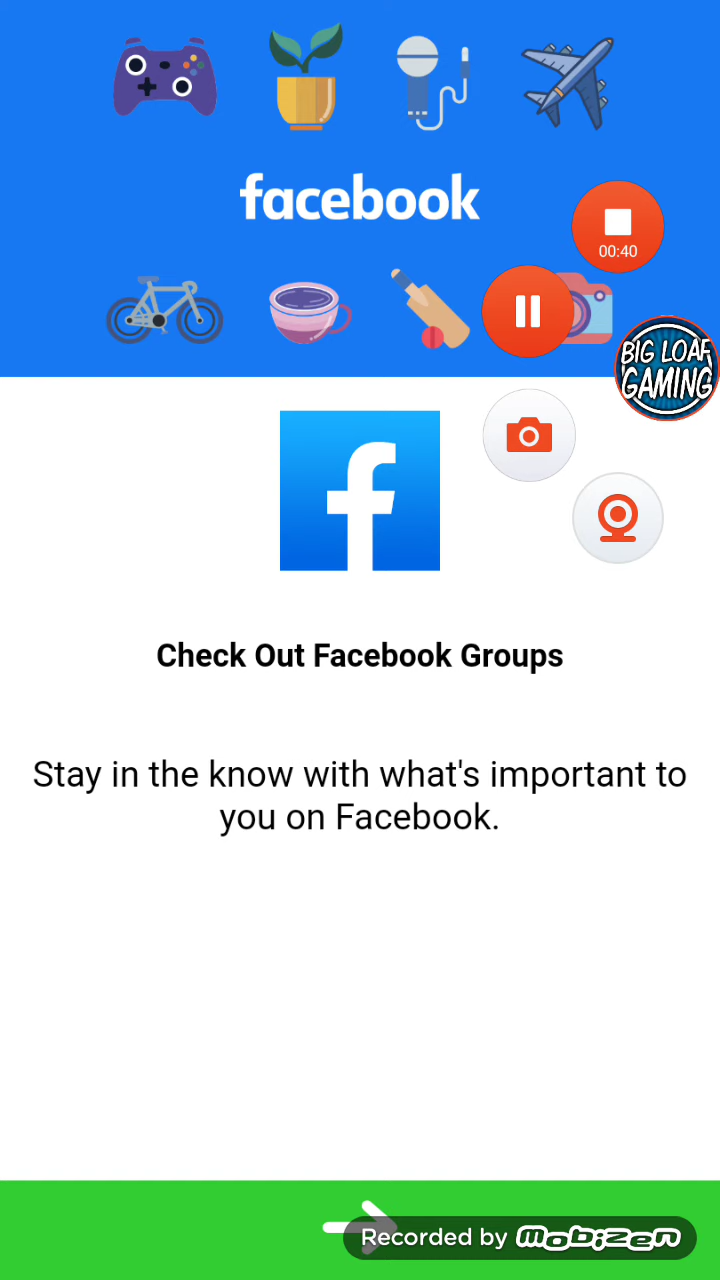 facebook
00:40
BIG LOAF
GAMING
Check Out Facebook Groups
Stay in the know with what's important to
you on Facebook.
Recorded by mobizen